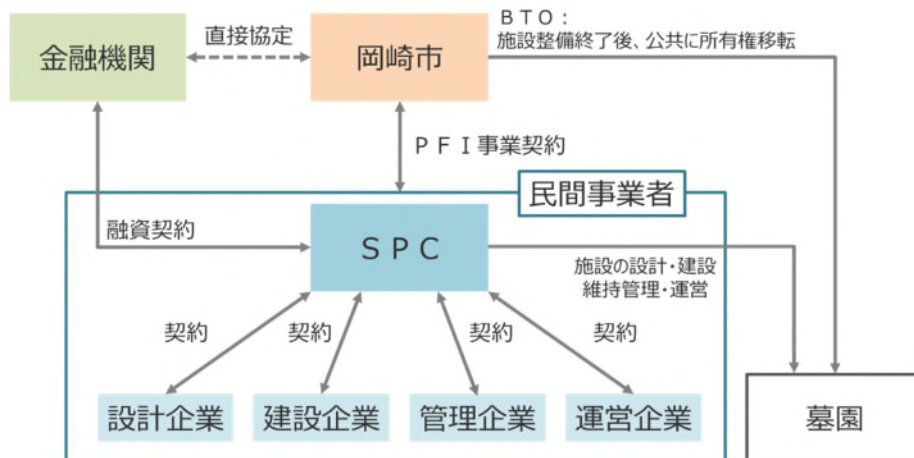 BTO:
施設整備終了後、公共に所有権移転
直接協定
金融機関
岡崎市
PFI事業契約
民間事業者
融資契約
SPC
施設の設計・建設
維持管理・運営
契約
契約
契約
契約
設計企業
建設企業
管理企業
運営企業
墓園